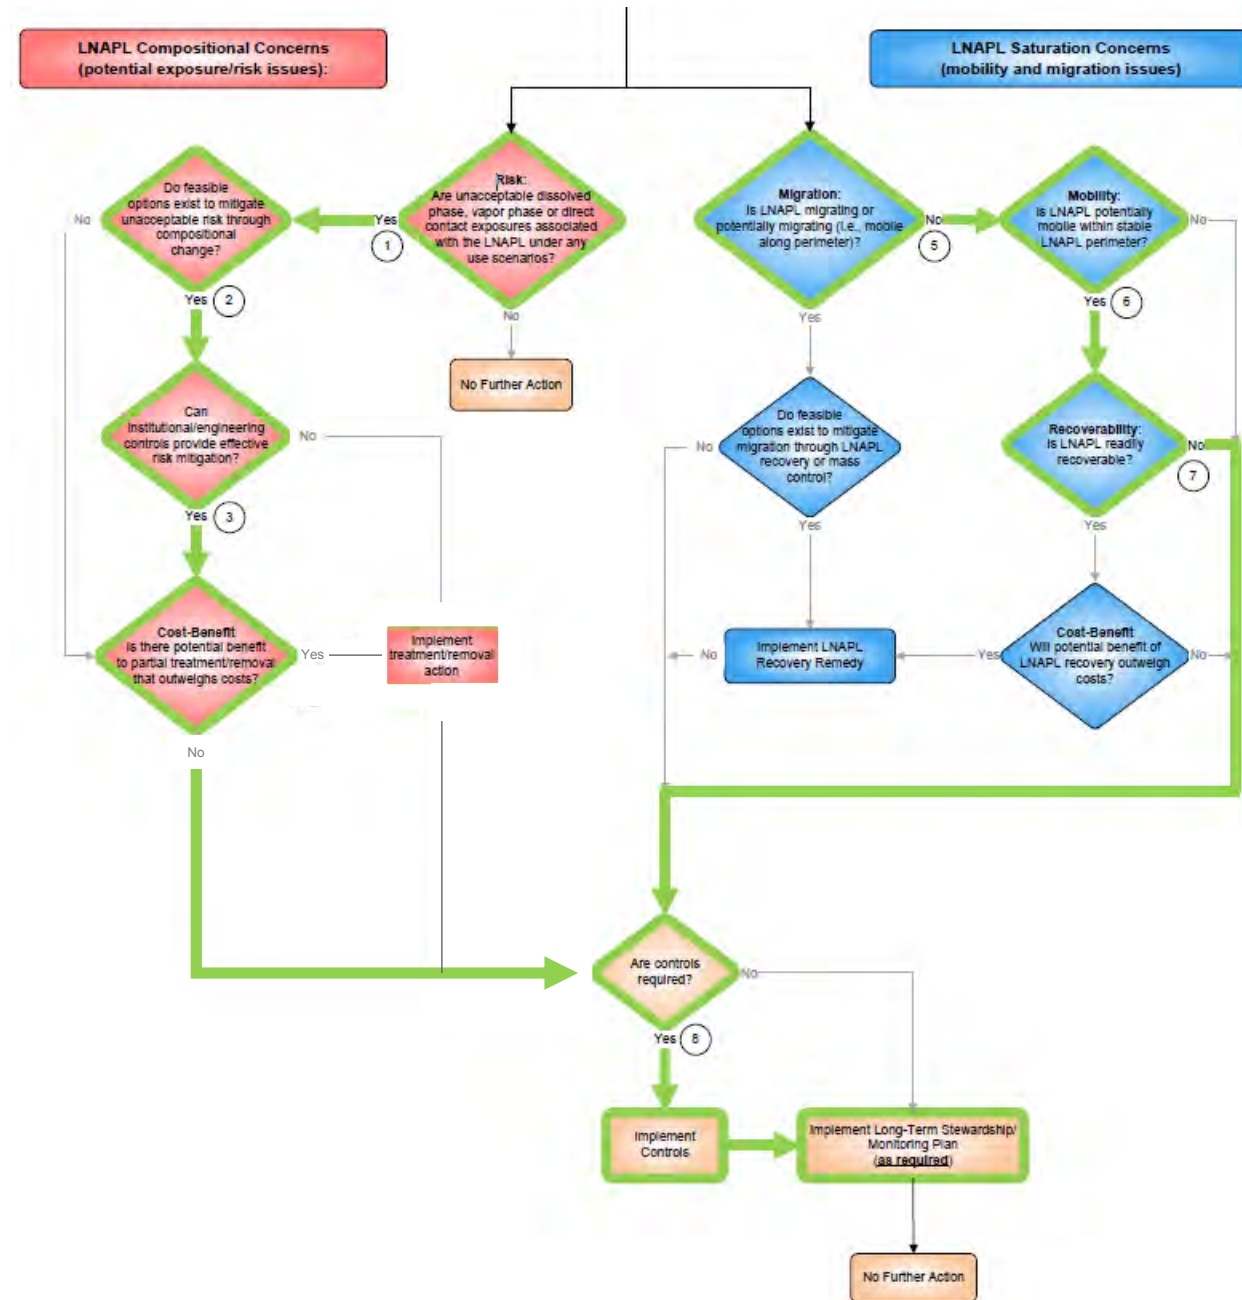 LNAPL Compositional Concerns
(potential exposure/risk issues):
LNAPL Saturation Concerns
(mobility and migration issues)
Do feasible
options exist to mitigate
unacceptable risk through
compositional
change?
No
Yes
1
Risk:
Are unacceptable dissolved
phase, vapor phase or direct
contact exposures associated
with the LNAPL under any
use scenarios?
Migration:
Is LNAPL migrating or
potentially migrating (i.e., mobile
along perimeter)?
No
5
Mobility:
Is LNAPL potentially
mobile within stable
LNAPL perimeter?
No
Yes
2
No
No Further Action
Yes
Yes
6
Can
institutional/engineering
controls provide effective
risk mitigation?
No
Do feasible
options exist to mitigate
migration through LNAPL
recovery or mass
control?
No
Recoverability:
Is LNAPL readily
recoverable?
No
7
Yes
3
Yes
Yes
Cost-Benefit
Is there potential benefit
to partial treatment/removal
that outweighs costs?
Yes
Implement
treatment/removal
action
No
Implement LNAPL
Recovery Remedy
Yes
Cost-Benefit
Will potential benefit of
LNAPL recovery outweigh
costs?
No
No
Are controls
required?
No
Yes
8
Implement
Controls
Implement Long-Term Stewardship/
Monitoring Plan
(as required)
No Further Action